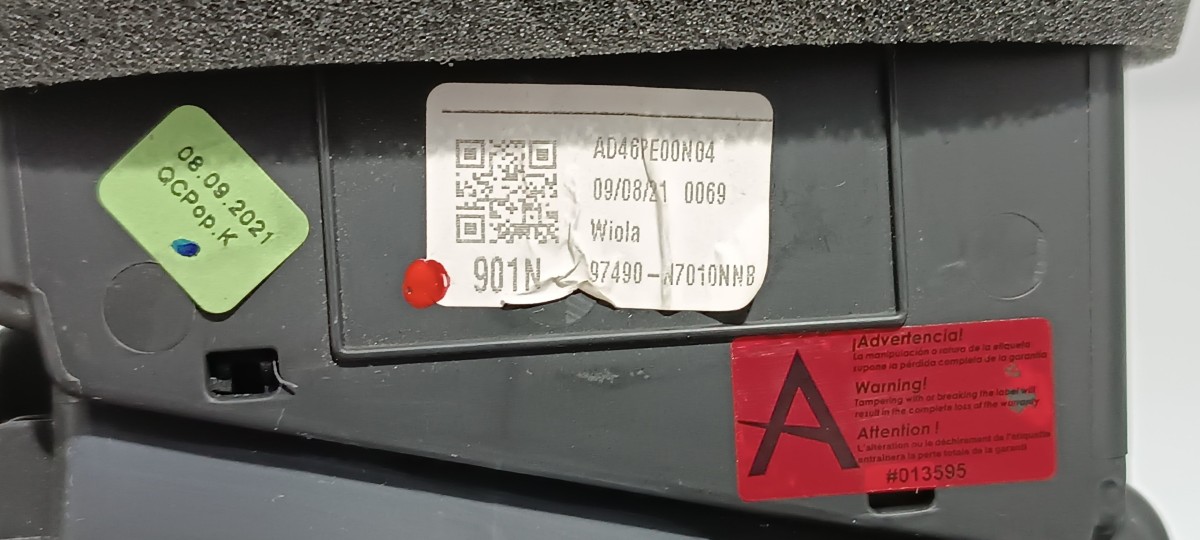 08.09.2021
QCPop.K
AD46PE00N04
09/08/21 0069
Wiola
901N 97490-N7010NNB
A
¡Advertencia!
La manipulación o rotura de la etiqueta
supone la pérdida completa de la garantía
Warning!
Tampering with or breaking the label will
result in the complete loss of the warranty
Attention !
L'altération ou le déchirement de l'etiquette
entraînera la perte totale de la garanti
#013595